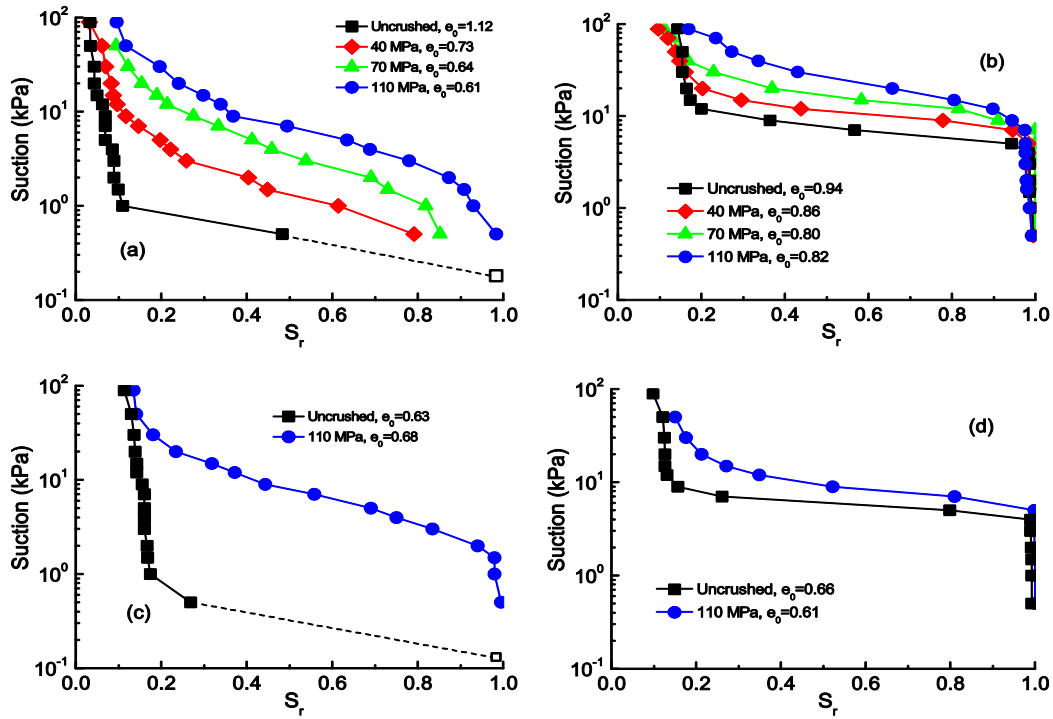 Uncrushed, e0=1.12
40 MPa, e0=0.73
70 MPa, e0=0.64
110 MPa, e0=0.61
(a)
Suction (kPa)
10²
10¹
10⁰
10⁻¹
0.0 0.2 0.4 0.6 0.8 1.0
Sr
(b)
Uncrushed, e0=0.94
40 MPa, e0=0.86
70 MPa, e0=0.80
110 MPa, e0=0.82
Suction (kPa)
10²
10¹
10⁰
10⁻¹
0.0 0.2 0.4 0.6 0.8 1.0
Sr
Uncrushed, e0=0.63
110 MPa, e0=0.68
(c)
Suction (kPa)
10²
10¹
10⁰
10⁻¹
0.0 0.2 0.4 0.6 0.8 1.0
Sr
(d)
Uncrushed, e0=0.66
110 MPa, e0=0.61
Suction (kPa)
10²
10¹
10⁰
10⁻¹
0.0 0.2 0.4 0.6 0.8 1.0
Sr